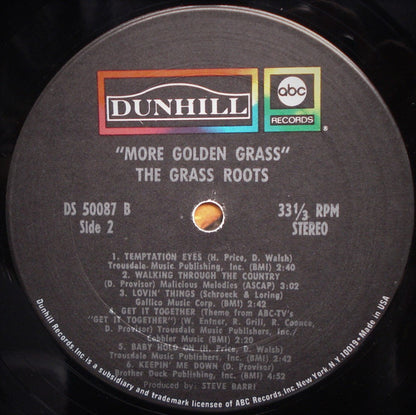 DUNHILL
abc
RECORDS
®
"MORE GOLDEN GRASS"
THE GRASS ROOTS
DS 50087 B
Side 2
33 1/3 RPM
STEREO
1. TEMPTATION EYES (H. Price, D. Walsh)
Trousdale Music Publishing, Inc. (BMI) 2:40
2. WALKING THROUGH THE COUNTRY
(D. Provisor) Malicious Melodies (ASCAP) 3:02
3. LOVIN' THINGS (Schroeck & Loring)
Gallico Music Corp. (BMI) 2:42
4. GET IT TOGETHER (Theme from ABC-TV's
"GET IT TOGETHER") (W. Entner, R. Grill, R. Coonce,
D. Provisor) Trousdale Music Publishers, Inc./
Cobbler Music (BMI) 2:20
5. BABY HOLD ON (H. Price, D. Walsh)
Trousdale Music Publishers, Inc. (BMI) 2:42
6. KEEPIN' ME DOWN (D. Provisor)
Brother Duck Publishing (BMI) 4:52
Produced by: STEVE BARRI
Dunhill Records Inc. is a subsidiary and trademark licensee of ABC Records, Inc. New York, N.Y. 10019 • Made in USA